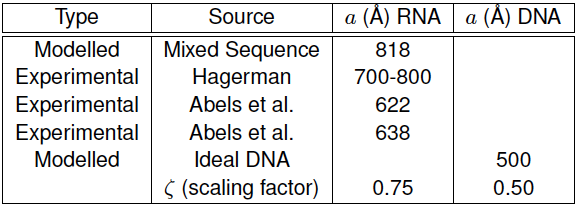 Type Source a (Å) RNA a (Å) DNA
Modelled Mixed Sequence 818
Experimental Hagerman 700-800
Experimental Abels et al. 622
Experimental Abels et al. 638
Modelled Ideal DNA 500
ζ (scaling factor) 0.75 0.50